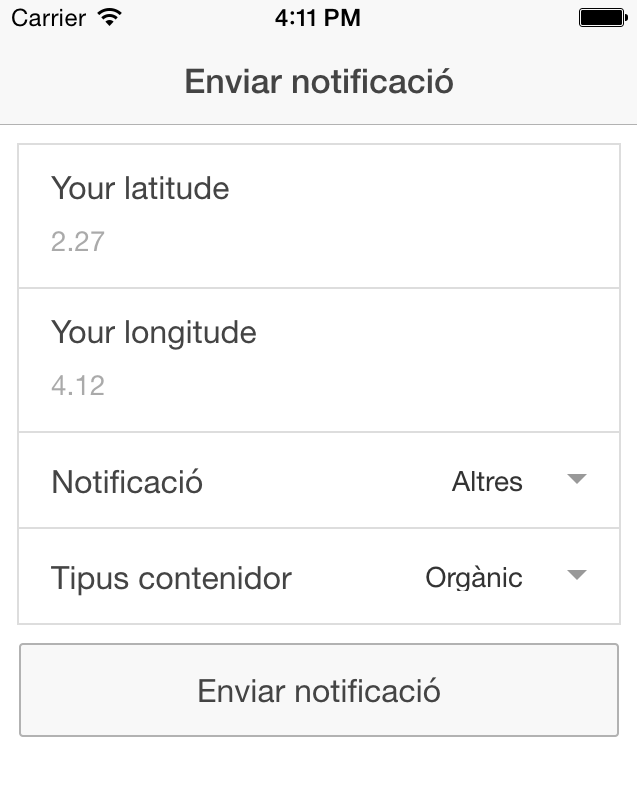 Carrier 4:11 PM
Enviar notificació
Your latitude
2.27
Your longitude
4.12
Notificació Altres
Tipus contenidor Orgànic
Enviar notificació